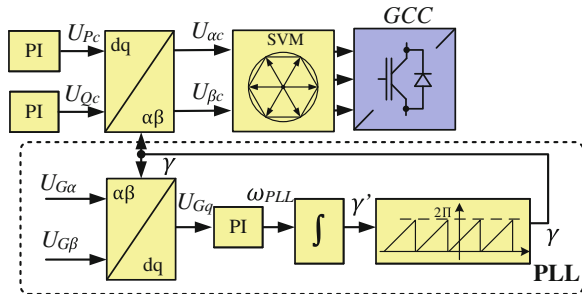 GCC
PI
U_Pc
dq
αβ
U_αc
SVM
PI
U_Qc
U_βc
γ
U_Gα
αβ
dq
U_Gq
ω_PLL
γ'
2Π
U_Gβ
PI
∫
γ
PLL